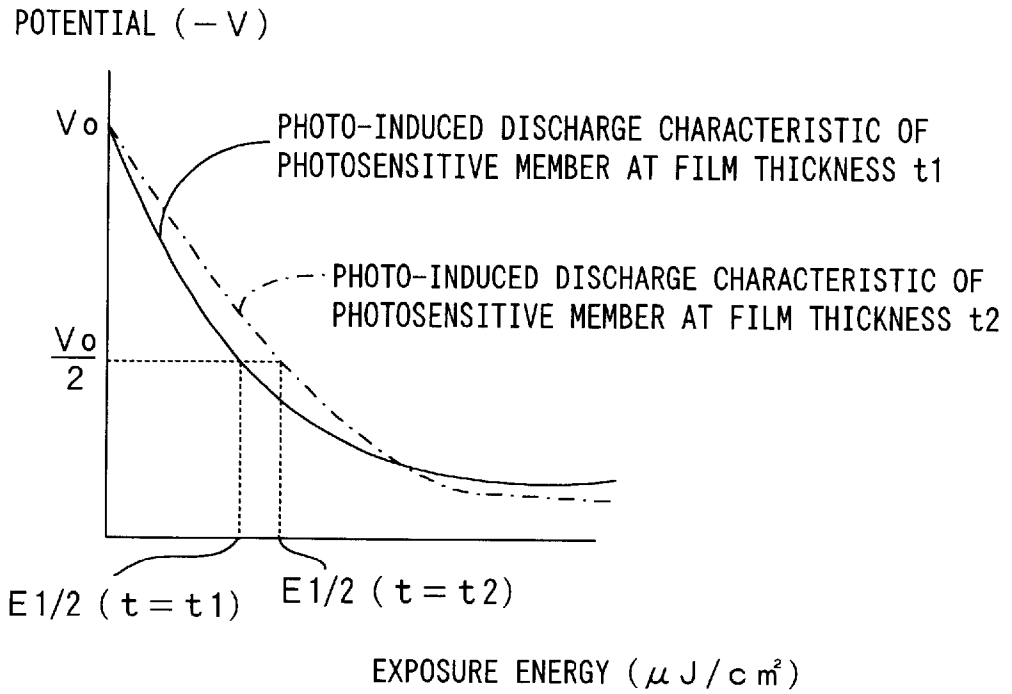 POTENTIAL (－V)
Vo
PHOTO-INDUCED DISCHARGE CHARACTERISTIC OF
PHOTOSENSITIVE MEMBER AT FILM THICKNESS t1
PHOTO-INDUCED DISCHARGE CHARACTERISTIC OF
PHOTOSENSITIVE MEMBER AT FILM THICKNESS t2
Vo
2
E1/2 (t=t1)
E1/2 (t=t2)
EXPOSURE ENERGY (μJ/c㎡)